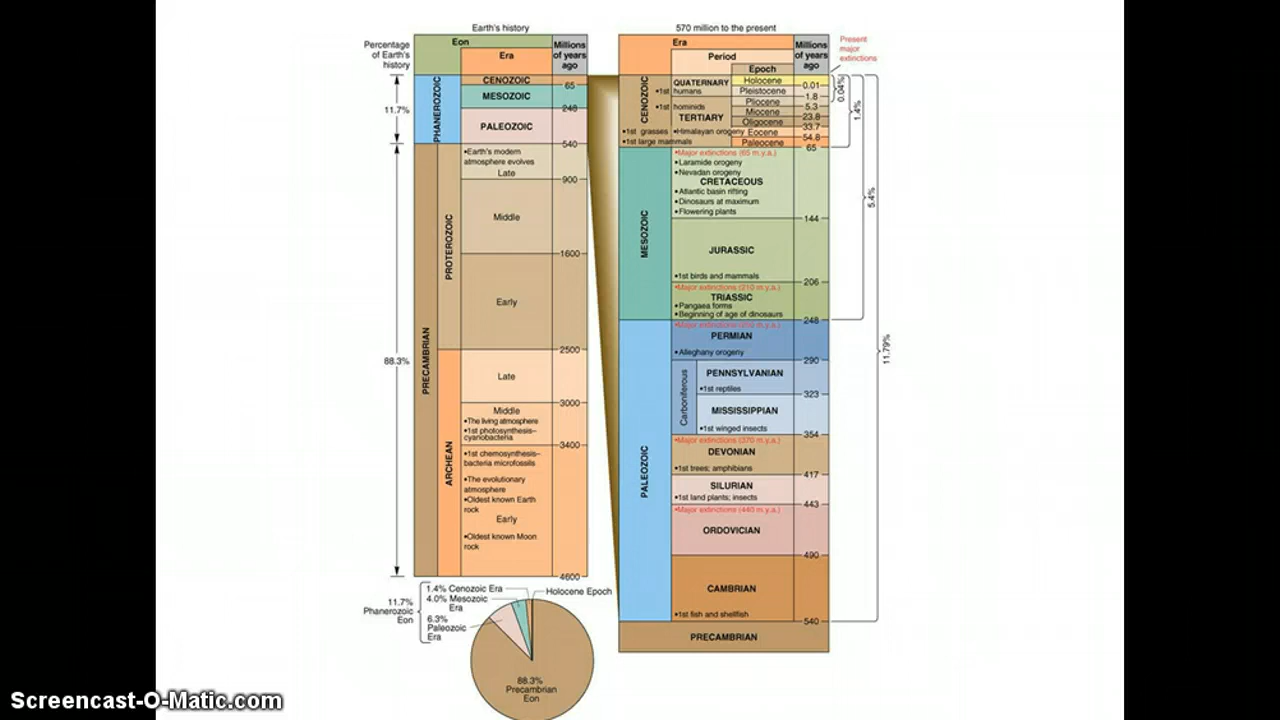 Earth's history
Percentage
of Earth's
history
Eon
Era
Millions
of years
ago
PHANEROZOIC
CENOZOIC
65
MESOZOIC
248
11.7%
PALEOZOIC
540
•Earth's modern
atmosphere evolves
Late
900
PRECAMBRIAN
PROTEROZOIC
Middle
1600
Early
2500
88.3%
ARCHEAN
Late
3000
Middle
•The living atmosphere
•1st photosynthesis–
cyanobacteria
3400
•1st chemosynthesis–
bacteria microfossils
•The evolutionary
atmosphere
•Oldest known Earth
rock
Early
•Oldest known Moon
rock
4600
11.7%
Phanerozoic
Eon
1.4% Cenozoic Era
4.0% Mesozoic
Era
6.3%
Paleozoic
Era
Holocene Epoch
88.3%
Precambrian
Eon
570 million to the present
Era
Period
Epoch
Millions
of years
ago
Present
major
extinctions
CENOZOIC
QUATERNARY
•1st humans
Holocene
0.01
Pleistocene
1.8
•1st hominids
TERTIARY
Pliocene
5.3
Miocene
23.8
Oligocene
33.7
•1st grasses •Himalayan orogeny Eocene
54.8
•1st large mammals
Paleocene
65
0.04%
1.4%
MESOZOIC
•Major extinctions (65 m.y.a.)
•Laramide orogeny
•Nevadan orogeny
CRETACEOUS
•Atlantic basin rifting
•Dinosaurs at maximum
•Flowering plants
144
JURASSIC
•1st birds and mammals
206
•Major extinctions (210 m.y.a.)
TRIASSIC
•Pangaea forms
•Beginning of age of dinosaurs
248
5.4%
PALEOZOIC
•Major extinctions
PERMIAN
•Alleghany orogeny
290
Carboniferous
PENNSYLVANIAN
•1st reptiles
323
MISSISSIPPIAN
•1st winged insects
354
•Major extinctions (370 m.y.a.)
DEVONIAN
•1st trees; amphibians
417
SILURIAN
•1st land plants; insects
443
•Major extinctions (440 m.y.a.)
ORDOVICIAN
490
CAMBRIAN
•1st fish and shellfish
540
11.79%
PRECAMBRIAN
Screencast-O-Matic.com